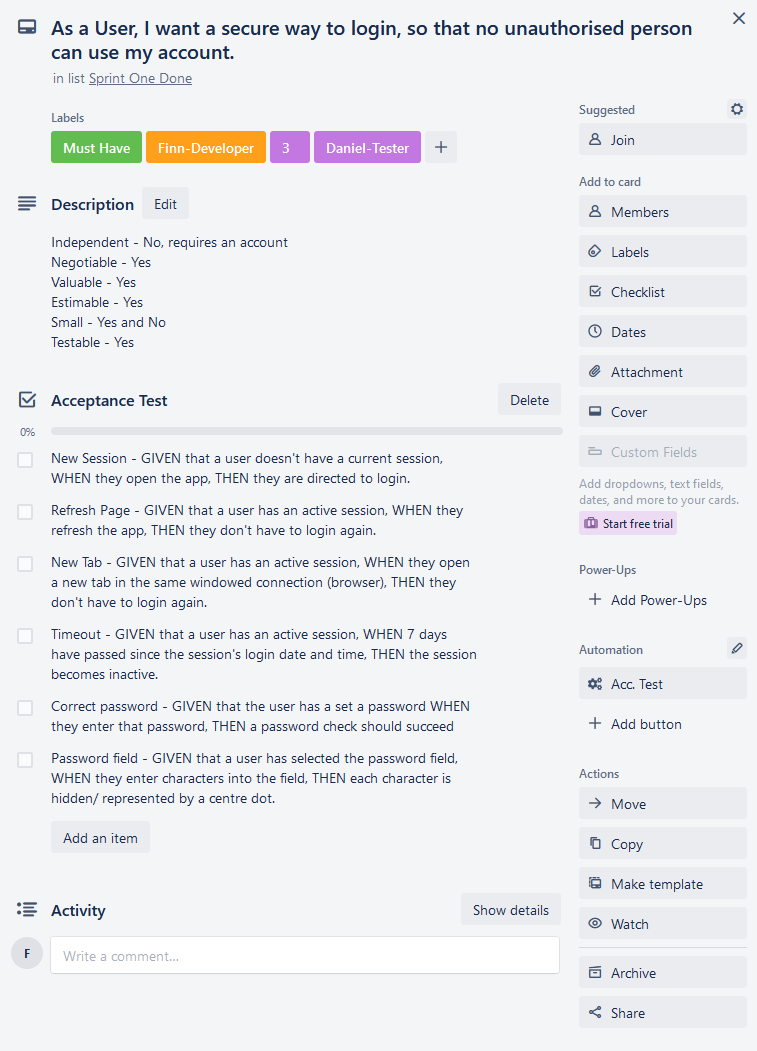 As a User, I want a secure way to login, so that no unauthorised person
can use my account.
in list Sprint One Done
Labels
Must Have
Finn-Developer
3
Daniel-Tester
Description
Edit
Independent - No, requires an account
Negotiable - Yes
Valuable - Yes
Estimable - Yes
Small - Yes and No
Testable - Yes
Acceptance Test
Delete
0%
New Session - GIVEN that a user doesn't have a current session,
WHEN they open the app, THEN they are directed to login.
Refresh Page - GIVEN that a user has an active session, WHEN they
refresh the app, THEN they don't have to login again.
New Tab - GIVEN that a user has an active session, WHEN they open
a new tab in the same windowed connection (browser), THEN they
don't have to login again.
Timeout - GIVEN that a user has an active session, WHEN 7 days
have passed since the session's login date and time, THEN the session
becomes inactive.
Correct password - GIVEN that the user has a set a password WHEN
they enter that password, THEN a password check should succeed
Password field - GIVEN that a user has selected the password field,
WHEN they enter characters into the field, THEN each character is
hidden/ represented by a centre dot.
Add an item
Activity
Show details
F
Write a comment...
Suggested
Join
Add to card
Members
Labels
Checklist
Dates
Attachment
Cover
Custom Fields
Add dropdowns, text fields,
dates, and more to your cards.
Start free trial
Power-Ups
Add Power-Ups
Automation
Acc. Test
Add button
Actions
Move
Copy
Make template
Watch
Archive
Share